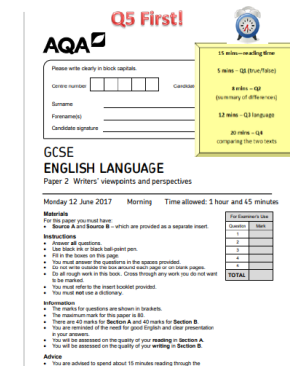 Q5 First!
AQA
15 mins—reading time
5 mins – Q1 (true/false)
8 mins – Q2
(summary of differences)
12 mins – Q3 language
20 mins – Q4
comparing the two texts
Please write clearly in block capitals.
Centre number
Candidate
Surname
Forename(s)
Candidate signature
GCSE
ENGLISH LANGUAGE
Paper 2 Writers' viewpoints and perspectives
Monday 12 June 2017 Morning Time allowed: 1 hour and 45 minutes
Materials
For this paper you must have:
• Source A and Source B – which are provided as a separate insert.
Instructions
• Answer all questions.
• Use black ink or black ball-point pen.
• Fill in the boxes on this page.
• You must answer the questions in the spaces provided.
• Do not write outside the box around each page or on blank pages.
• Do all rough work in this book. Cross through any work you do not want
to be marked.
• You must refer to the insert booklet provided.
• You must not use a dictionary.
Information
• The marks for questions are shown in brackets.
• The maximum mark for this paper is 80.
• There are 40 marks for Section A and 40 marks for Section B.
• You are reminded of the need for good English and clear presentation
in your answers.
• You will be assessed on the quality of your reading in Section A.
• You will be assessed on the quality of your writing in Section B.
Advice
• You are advised to spend about 15 minutes reading through the
For Examiner's Use
Question Mark
1
2
3
4
5
TOTAL